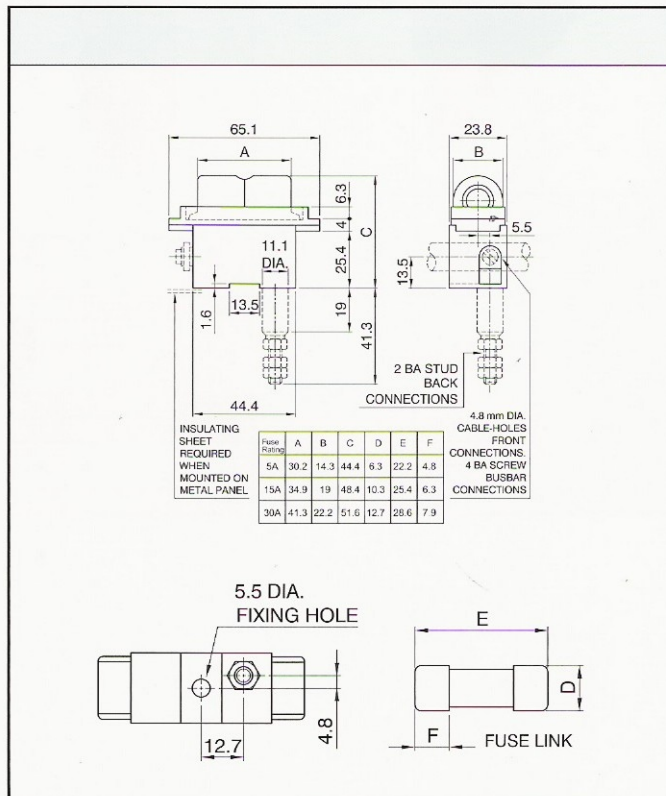 65.1
A
23.8
B
6.3
4
C
25.4
11.1
DIA.
5.5
13.5
1.6
13.5
19
41.3
44.4
2 BA STUD
BACK
CONNECTIONS
INSULATING
SHEET
REQUIRED
WHEN
MOUNTED ON
METAL PANEL
4.8 mm DIA.
CABLE-HOLES
FRONT
CONNECTIONS.
4 BA SCREW
BUSBAR
CONNECTIONS
Fuse Rating A B C D E F
5A 30.2 14.3 44.4 6.3 22.2 4.8
15A 34.9 19 48.4 10.3 25.4 6.3
30A 41.3 22.2 51.6 12.7 28.6 7.9
5.5 DIA.
FIXING HOLE
12.7
4.8
E
D
F
FUSE LINK